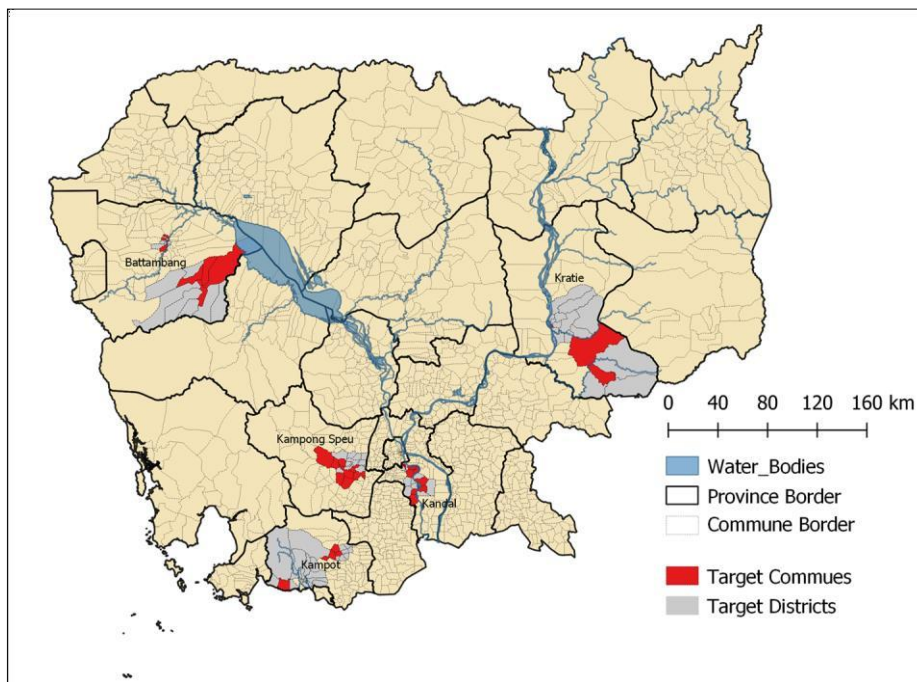 Battambang
Kratie
Kampong Speu
Kandal
Kampot
0 40 80 120 160 km
Water_Bodies
Province Border
Commune Border
Target Commues
Target Districts